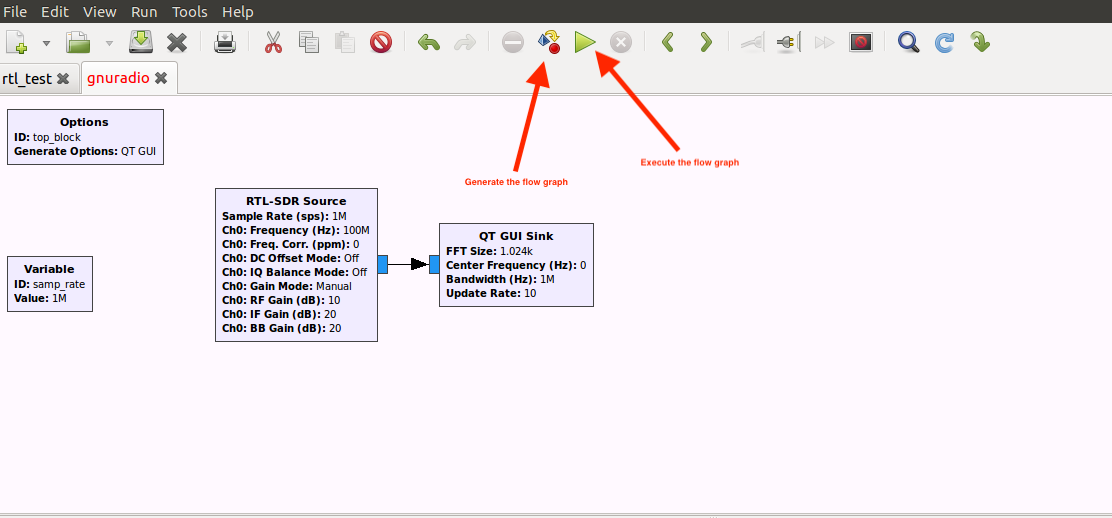 File Edit View Run Tools Help
rtl_test
gnuradio
Generate the flow graph
Execute the flow graph
Options
ID: top_block
Generate Options: QT GUI
Variable
ID: samp_rate
Value: 1M
RTL-SDR Source
Sample Rate (sps): 1M
Ch0: Frequency (Hz): 100M
Ch0: Freq. Corr. (ppm): 0
Ch0: DC Offset Mode: Off
Ch0: IQ Balance Mode: Off
Ch0: Gain Mode: Manual
Ch0: RF Gain (dB): 10
Ch0: IF Gain (dB): 20
Ch0: BB Gain (dB): 20
QT GUI Sink
FFT Size: 1.024k
Center Frequency (Hz): 0
Bandwidth (Hz): 1M
Update Rate: 10